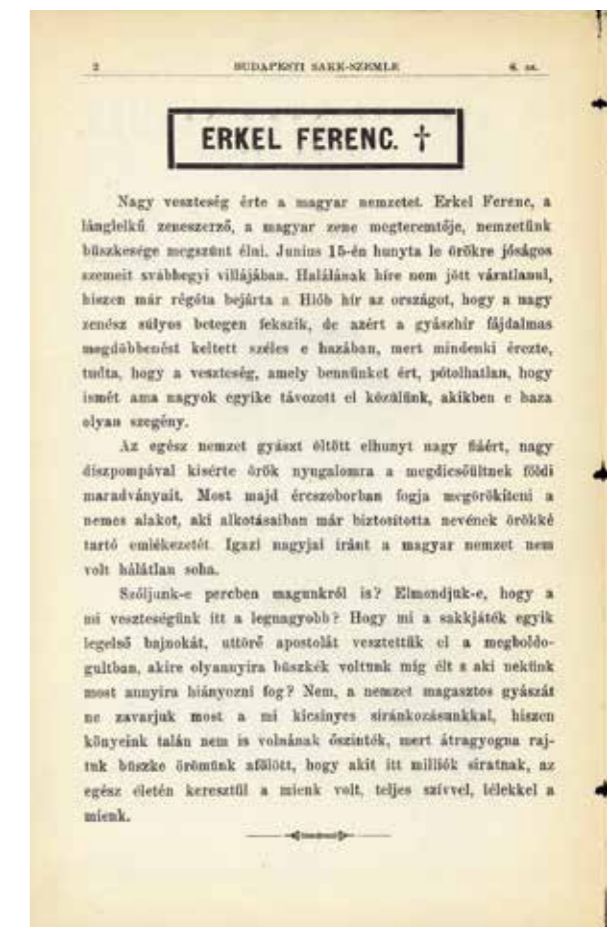 2 BUDAPESTI SAKK-SZEMLE 6. sz.
ERKEL FERENC. †
Nagy veszteség érte a magyar nemzetet. Erkel Ferenc, a
lánglelkű zeneszerző, a magyar zene megteremtője, nemzetünk
büszkesége megszünt élni. Junius 15-én hunyta le örökre jóságos
szemeit svábhegyi villájában. Halálának hire nem jött váratlanul,
hiszen már régóta bejárta a Hiób hír az országot, hogy a nagy
zenész súlyos betegen fekszik, de azért a gyászhir fájdalmas
megdöbbenést keltett széles e hazában, mert mindenki érezte,
tudta, hogy a veszteség, amely bennünket ért, pótolhatlan, hogy
ismét ama nagyok egyike távozott el közülünk, akikben e haza
olyan szegény.
Az egész nemzet gyászt öltött elhunyt nagy fiáért, nagy
diszpompával kisérte örök nyugalomra a megdicsőültnek földi
maradványait. Most majd ércszoborban fogja megörökiteni a
nemes alakot, aki alkotásaiban már biztositotta nevének örökké
tartó emlékezetét. Igazi nagyjai iránt a magyar nemzet nem
volt hálátlan soha.
Szóljunk-e percben magunkról is? Elmondjuk-e, hogy a
mi veszteségünk itt a legnagyobb? Hogy mi a sakkjáték egyik
legelső bajnokát, uttörő apostolát vesztettük el a megboldo-
gultban, akire olyannyira büszkék voltunk mig élt s aki nekünk
most annyira hiányozni fog? Nem, a nemzet magasztos gyászát
ne zavarjuk most a mi kicsinyes siránkozásunkkal, hiszen
könyeink talán nem is volnának őszinték, mert átragyogna raj-
tuk büszke örömünk afölött, hogy akit itt milliók siratnak, az
egész életén keresztül a mienk volt, teljes szívvel, lélekkel a
mienk.